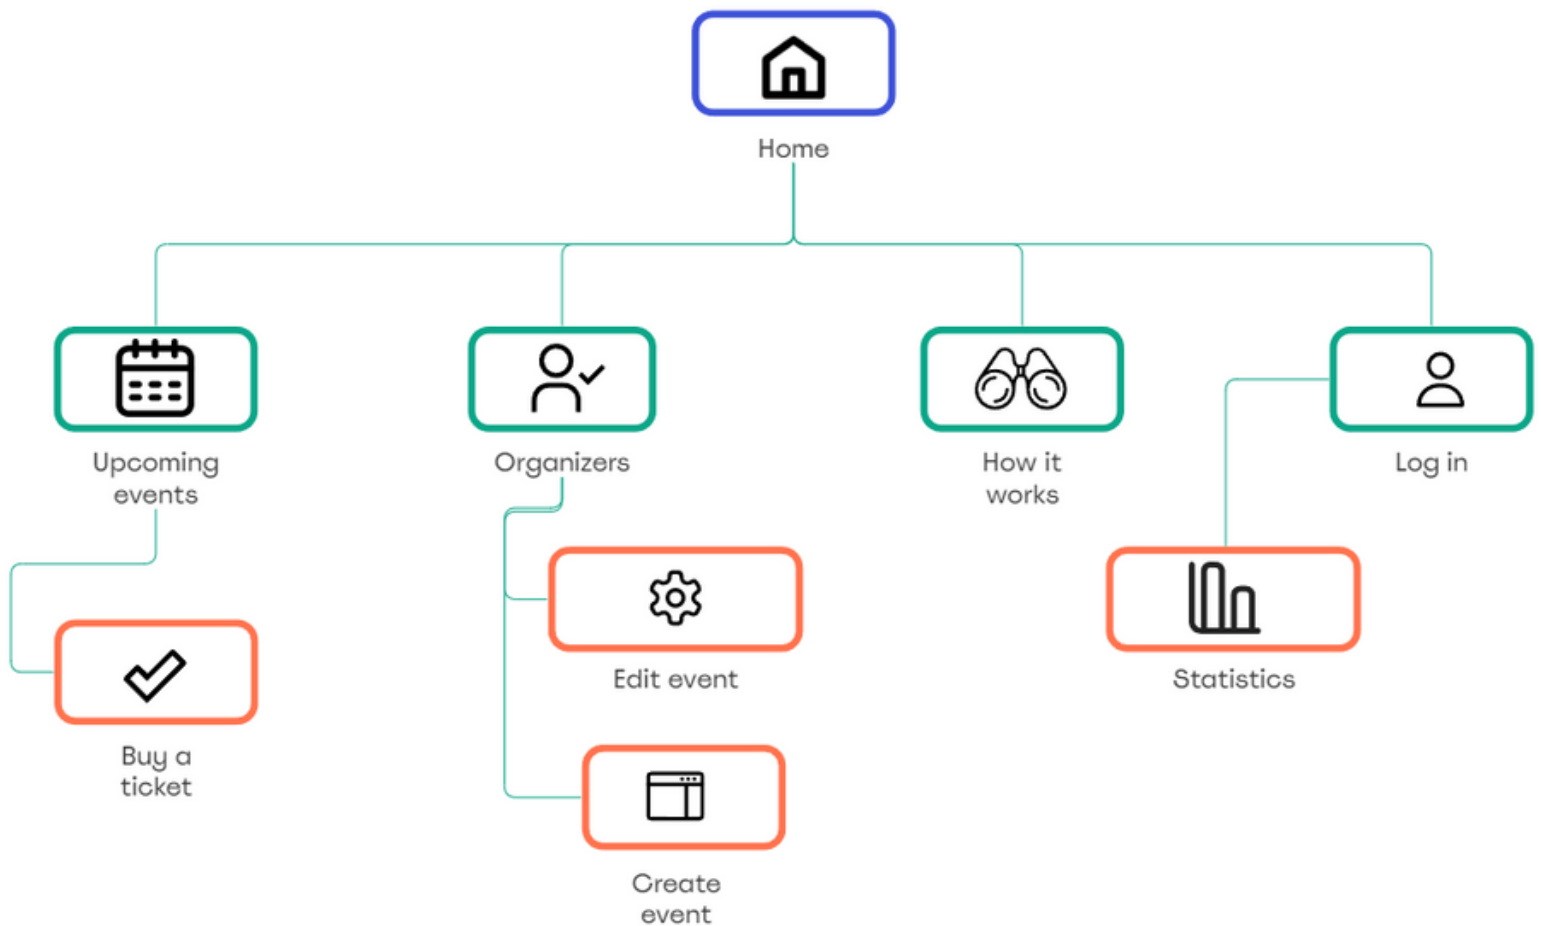 Home
Upcoming
events
Organizers
How it
works
Log in
Edit event
Statistics
Buy a
ticket
Create
event